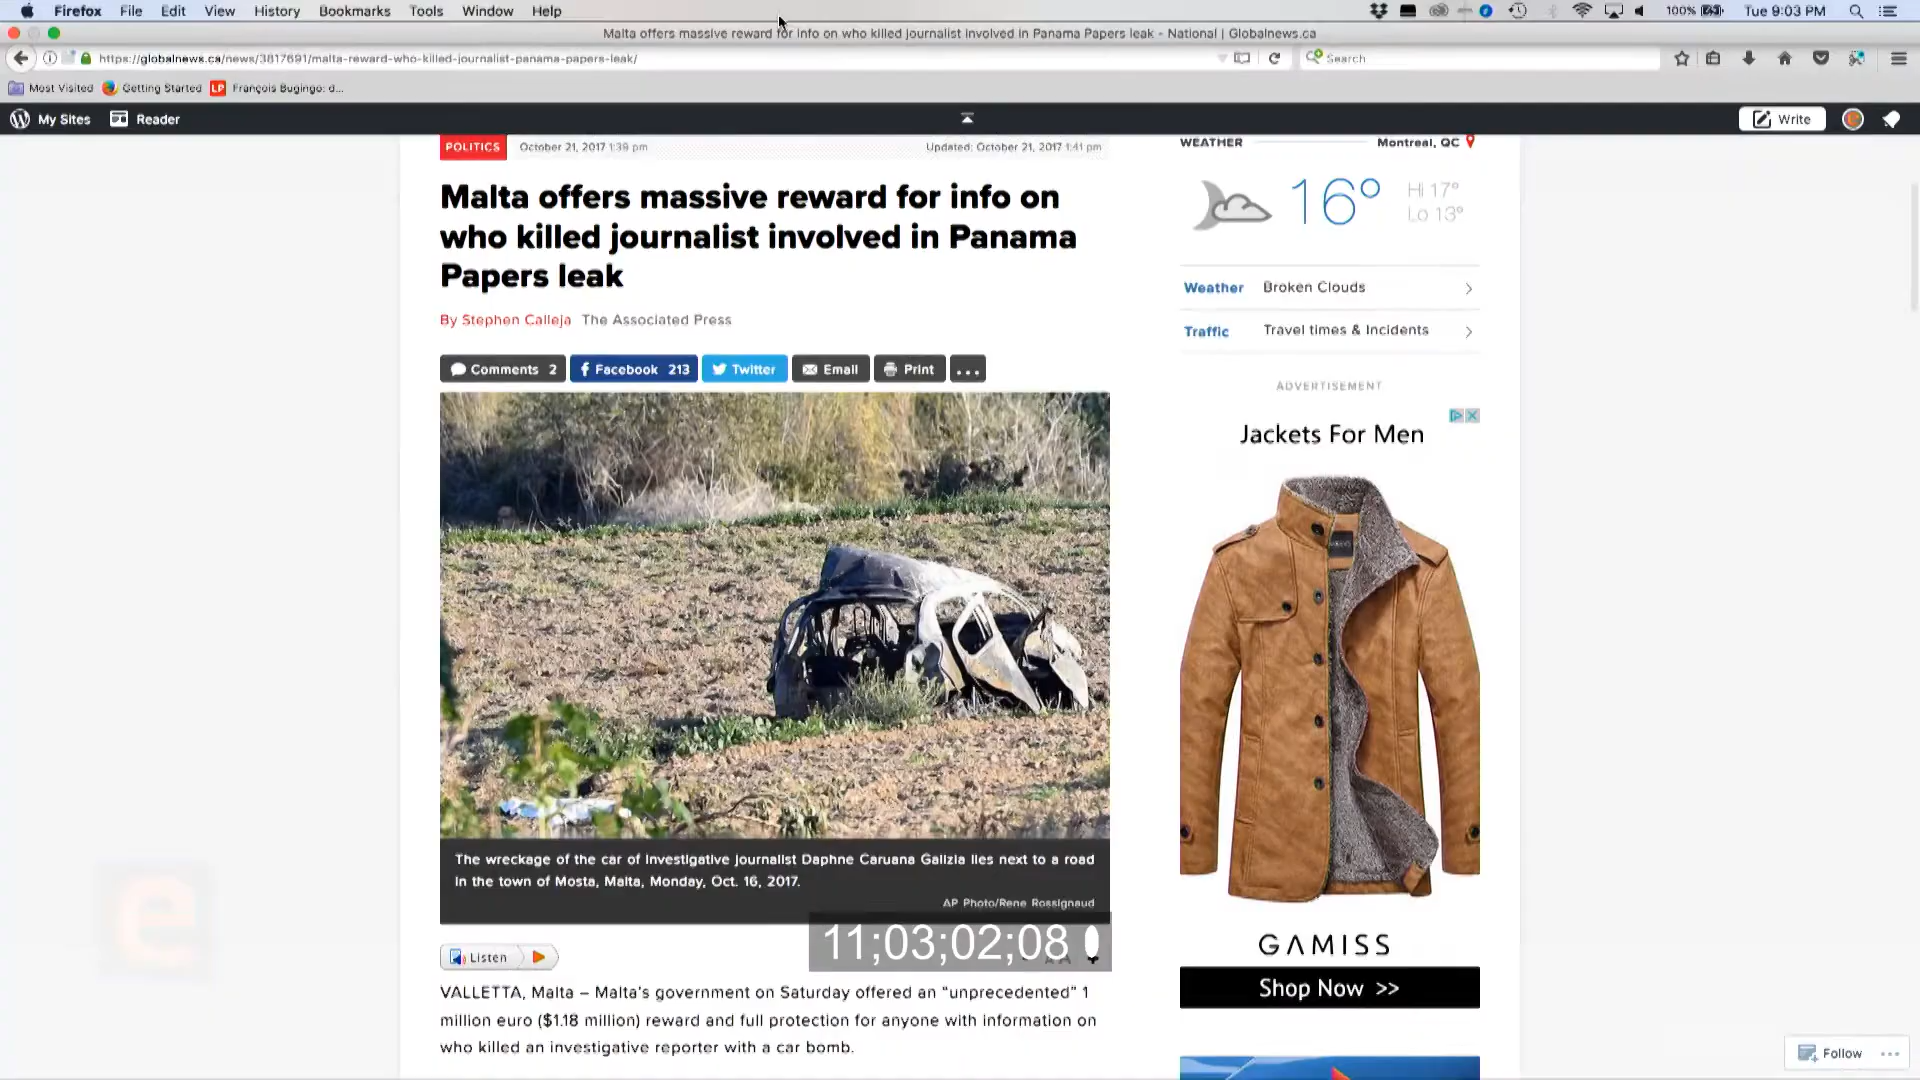 Firefox File Edit View History Bookmarks Tools Window Help 100% Tue 9:03 PM
Malta offers massive reward for info on who killed journalist involved in Panama Papers leak - National | Globalnews.ca
https://globalnews.ca/news/3817691/malta-reward-who-killed-journalist-panama-papers-leak/ Search
Most Visited Getting Started LP François Bugingo: d...
My Sites Reader Write
POLITICS October 21, 2017 1:39 pm Updated: October 21, 2017 1:41 pm
Malta offers massive reward for info on
who killed journalist involved in Panama
Papers leak
By Stephen Calleja The Associated Press
Comments 2 Facebook 213 Twitter Email Print ...
The wreckage of the car of investigative journalist Daphne Caruana Galizia lies next to a road
in the town of Mosta, Malta, Monday, Oct. 16, 2017.
AP Photo/Rene Rossignaud
11;03;02;08
Listen
VALLETTA, Malta – Malta's government on Saturday offered an "unprecedented" 1
million euro ($1.18 million) reward and full protection for anyone with information on
who killed an investigative reporter with a car bomb.
WEATHER Montreal, QC
16° Hi 17°
Lo 13°
Weather Broken Clouds
Traffic Travel times & Incidents
ADVERTISEMENT
Jackets For Men
GAMISS
Shop Now >>
e
Follow ...